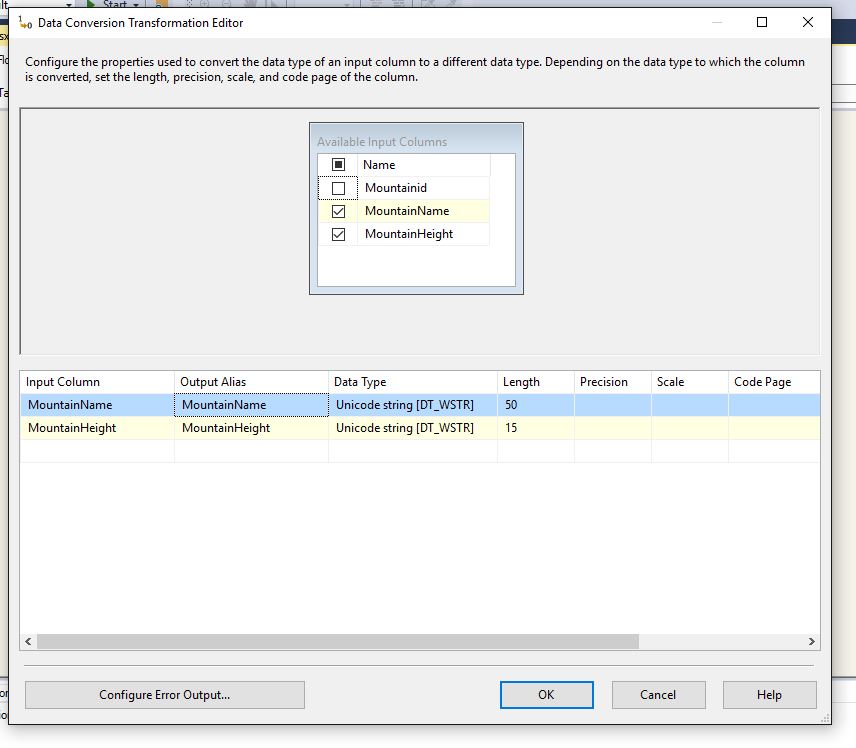 Start
Data Conversion Transformation Editor
Configure the properties used to convert the data type of an input column to a different data type. Depending on the data type to which the column
is converted, set the length, precision, scale, and code page of the column.
Available Input Columns
Name
Mountainid
MountainName
MountainHeight
Input Column Output Alias Data Type Length Precision Scale Code Page
MountainName MountainName Unicode string [DT_WSTR] 50
MountainHeight MountainHeight Unicode string [DT_WSTR] 15
Configure Error Output... OK Cancel Help